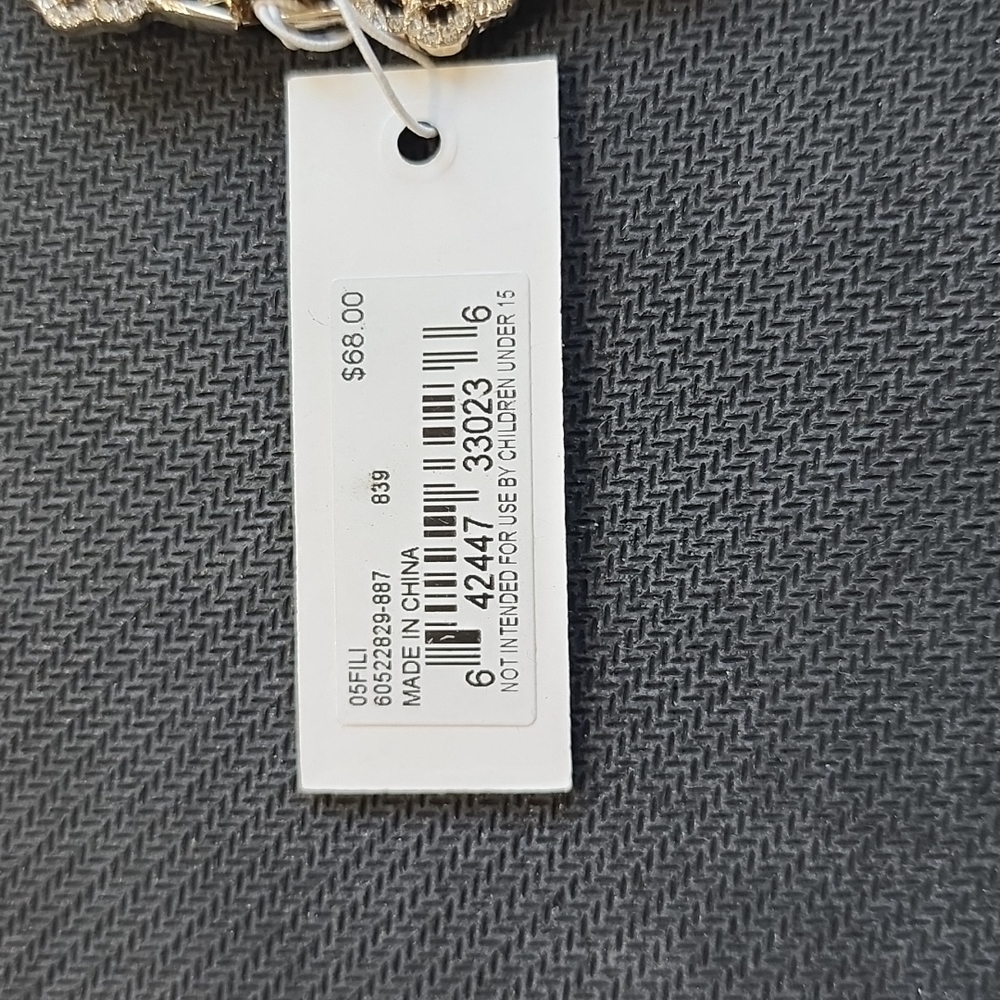 $68.00
05FILI
60522829-887 839
MADE IN CHINA
6 42447 33023 6
NOT INTENDED FOR USE BY CHILDREN UNDER 15